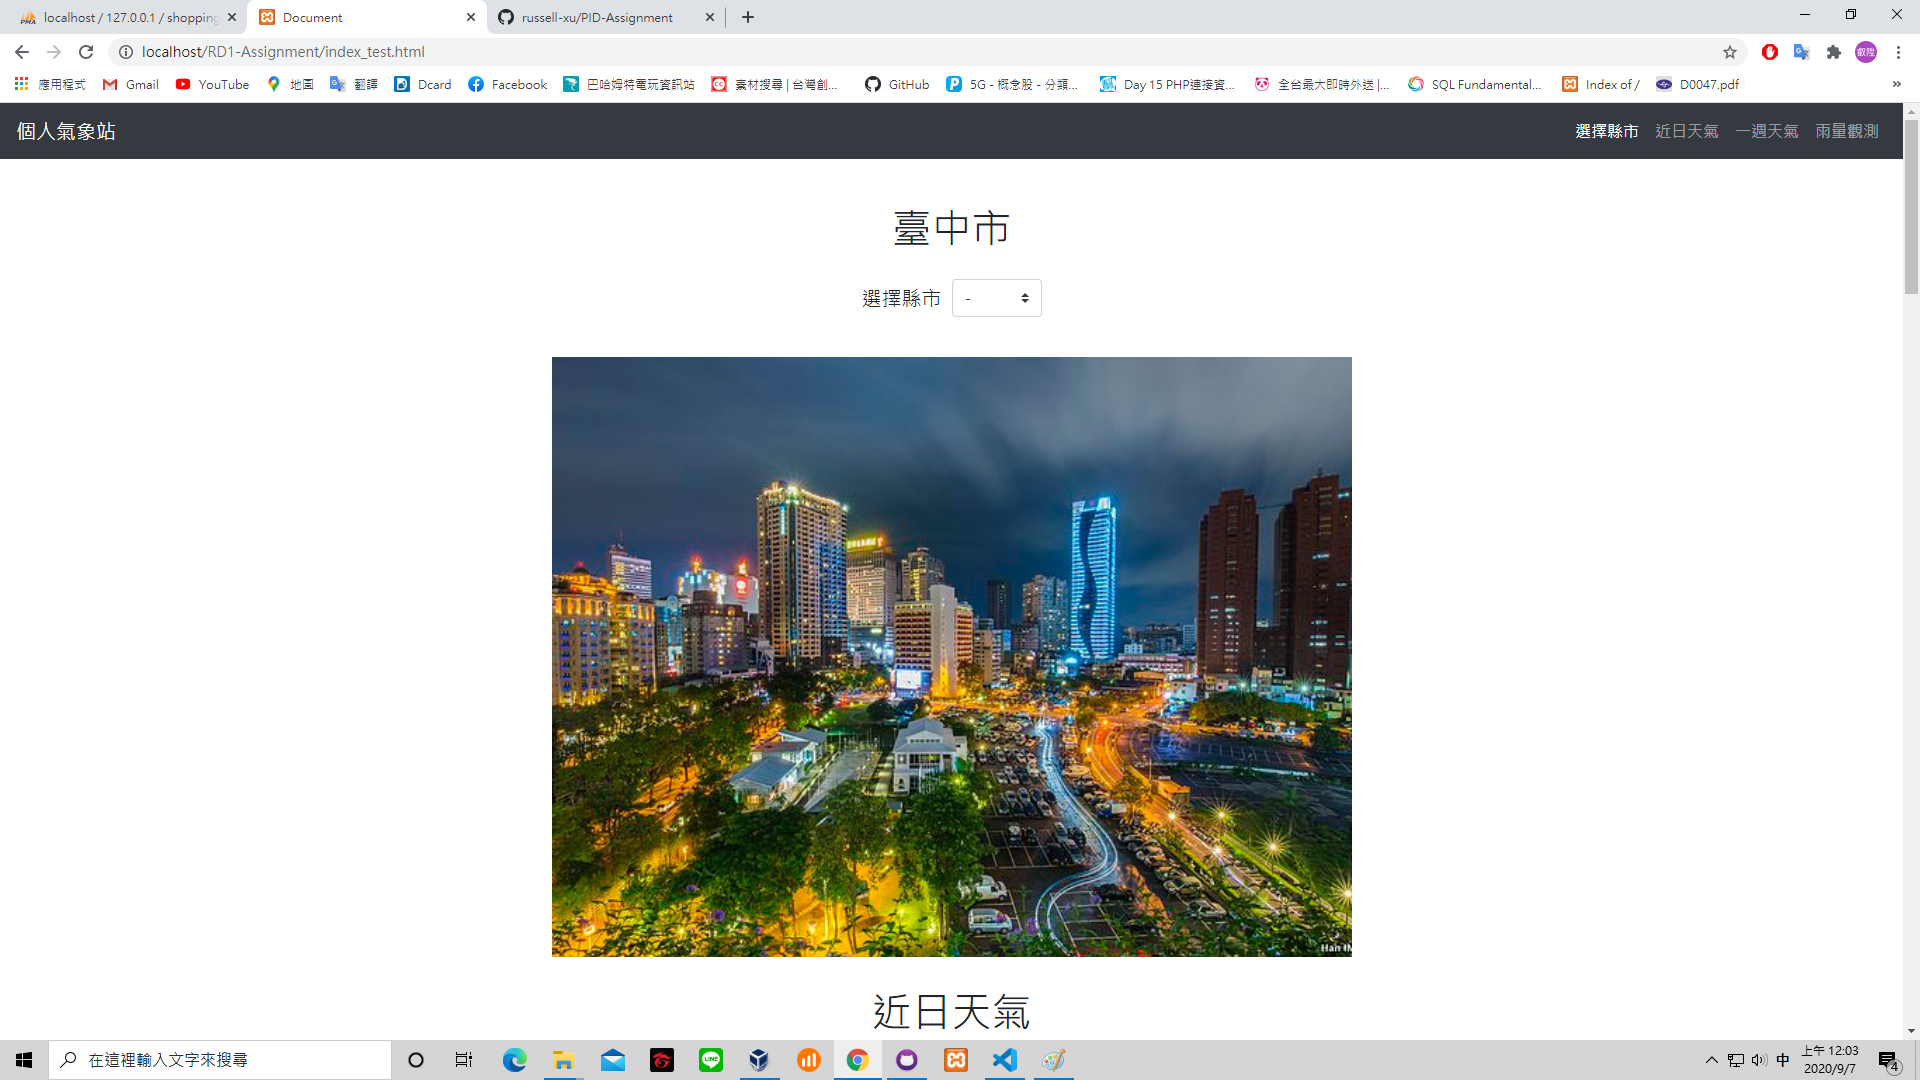 localhost / 127.0.0.1 / shopping
Document
russell-xu/PID-Assignment
localhost/RD1-Assignment/index_test.html
應用程式
Gmail
YouTube
地圖
翻譯
Dcard
Facebook
巴哈姆特電玩資訊站
素材搜尋 | 台灣創...
GitHub
5G - 概念股 - 分類...
Day 15 PHP連接資...
全台最大即時外送 |...
SQL Fundamental...
Index of /
D0047.pdf
»
個人氣象站
選擇縣市
近日天氣
一週天氣
雨量觀測
臺中市
選擇縣市
-
近日天氣
在這裡輸入文字來搜尋
中
上午 12:03
2020/9/7
4